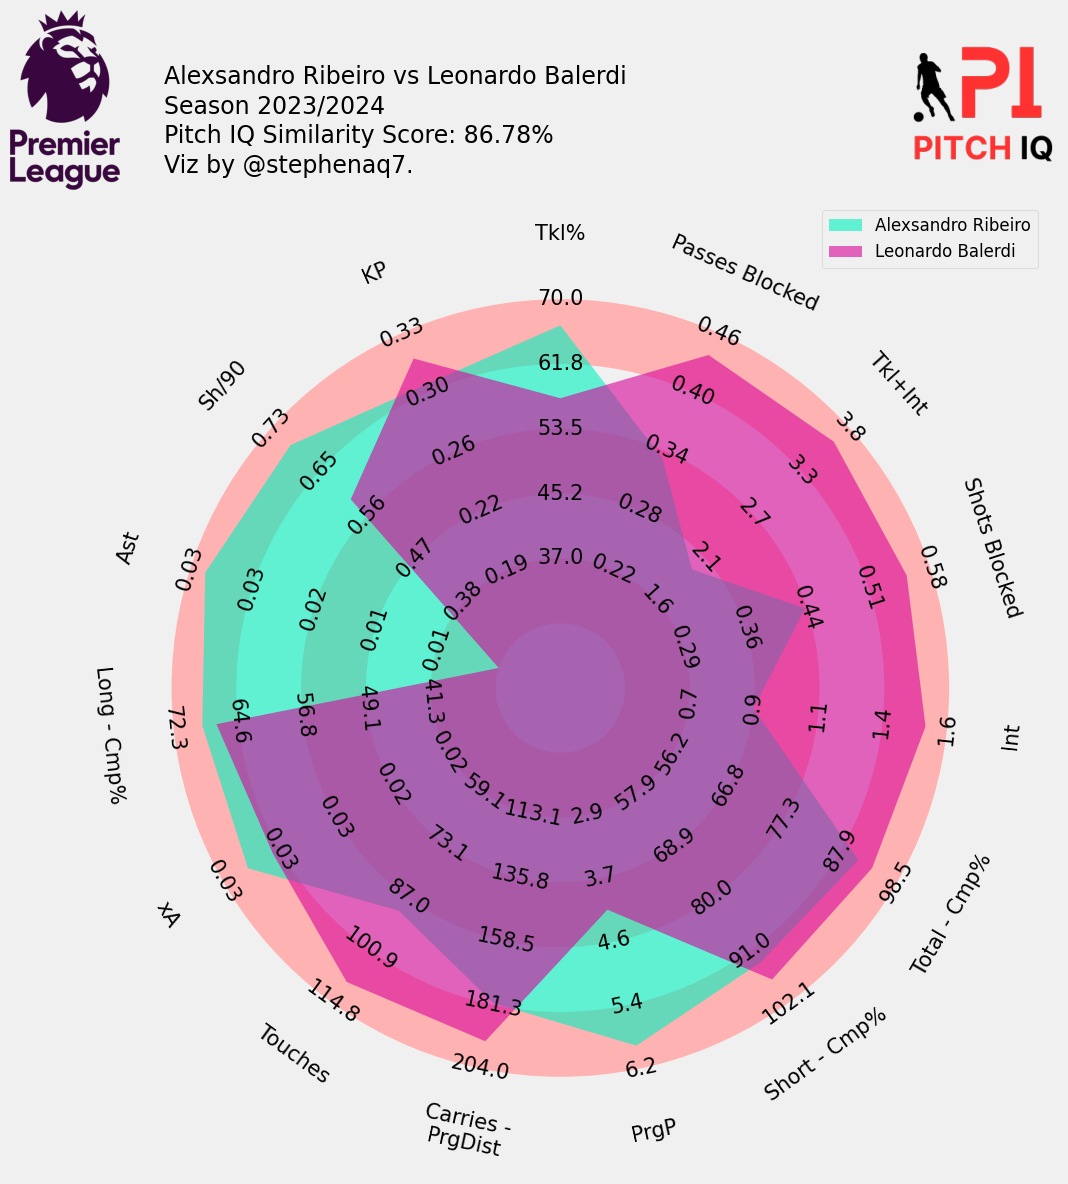 Premier
League
Alexsandro Ribeiro vs Leonardo Balerdi
Season 2023/2024
Pitch IQ Similarity Score: 86.78%
Viz by @stephenaq7.
PI
PITCH IQ
Alexsandro Ribeiro
Leonardo Balerdi
Tkl%
70.0
61.8
53.5
45.2
37.0
Passes Blocked
0.46
0.40
0.34
0.28
0.22
Tkl+Int
3.8
3.3
2.7
2.1
1.6
Shots Blocked
0.58
0.51
0.44
0.36
0.29
Int
1.6
1.4
1.1
0.9
0.7
Total - Cmp%
98.5
87.9
77.3
66.8
56.2
Short - Cmp%
102.1
91.0
80.0
68.9
57.9
PrgP
6.2
5.4
4.6
3.7
2.9
Carries -
PrgDist
204.0
181.3
158.5
135.8
113.1
Touches
114.8
100.9
87.0
73.1
59.1
xA
0.03
0.03
0.03
0.02
0.02
Long - Cmp%
72.3
64.6
56.8
49.1
41.3
Ast
0.03
0.03
0.02
0.01
0.01
Sh/90
0.73
0.65
0.56
0.47
0.38
KP
0.33
0.30
0.26
0.22
0.19